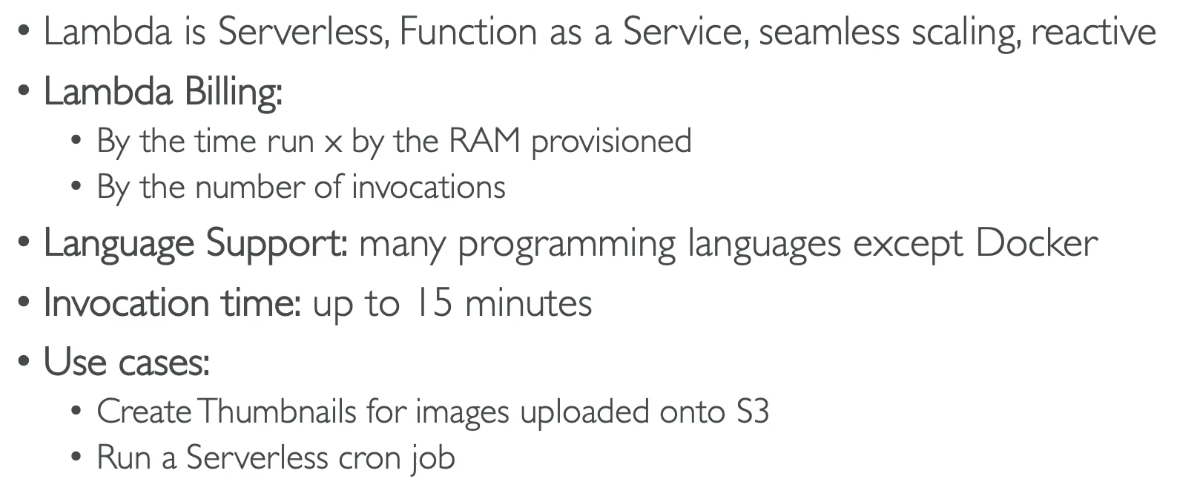 • Lambda is Serverless, Function as a Service, seamless scaling, reactive
• Lambda Billing:
• By the time run x by the RAM provisioned
• By the number of invocations
• Language Support: many programming languages except Docker
• Invocation time: up to 15 minutes
• Use cases:
• Create Thumbnails for images uploaded onto S3
• Run a Serverless cron job